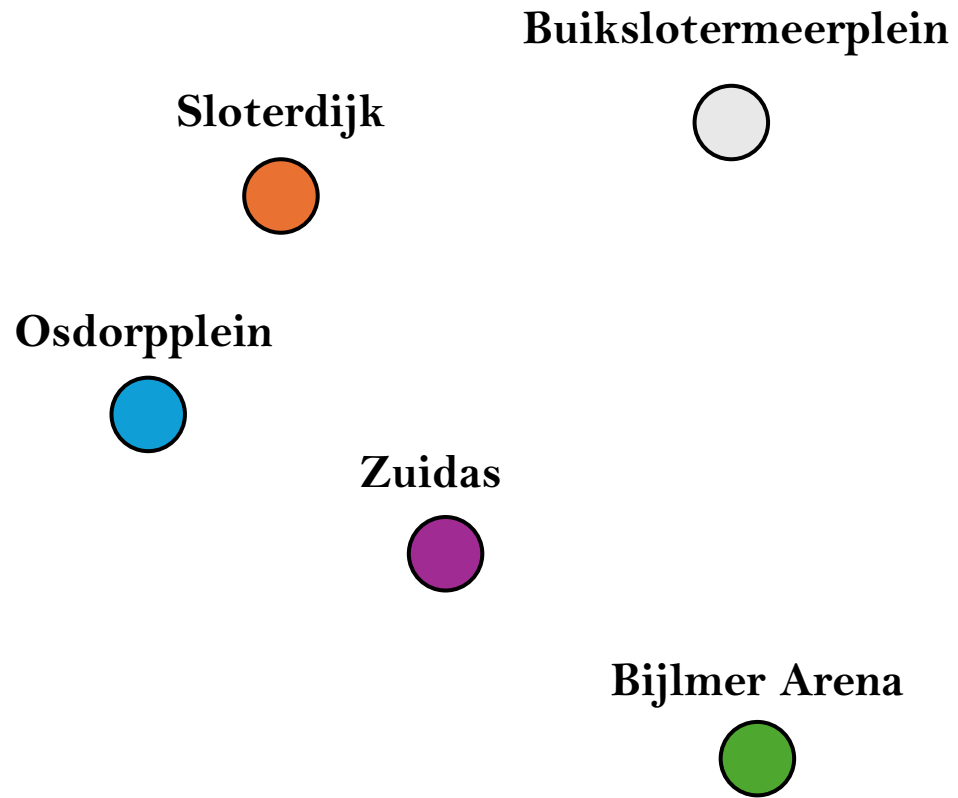 Buikslotermeerplein
Sloterdijk
Osdorpplein
Zuidas
Bijlmer Arena